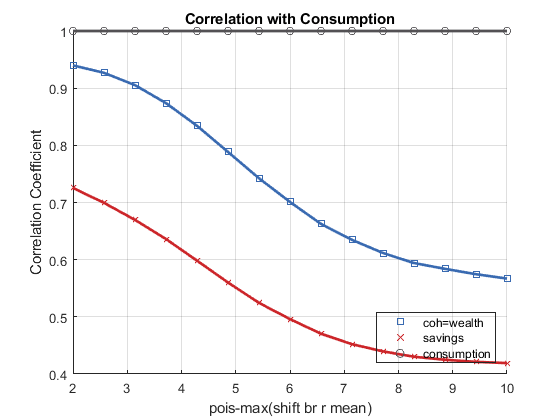 Correlation with Consumption
1
0.9
0.8
0.7
0.6
0.5
0.4
Correlation Coefficient
coh=wealth
savings
consumption
2 3 4 5 6 7 8 9 10
pois-max(shift br r mean)